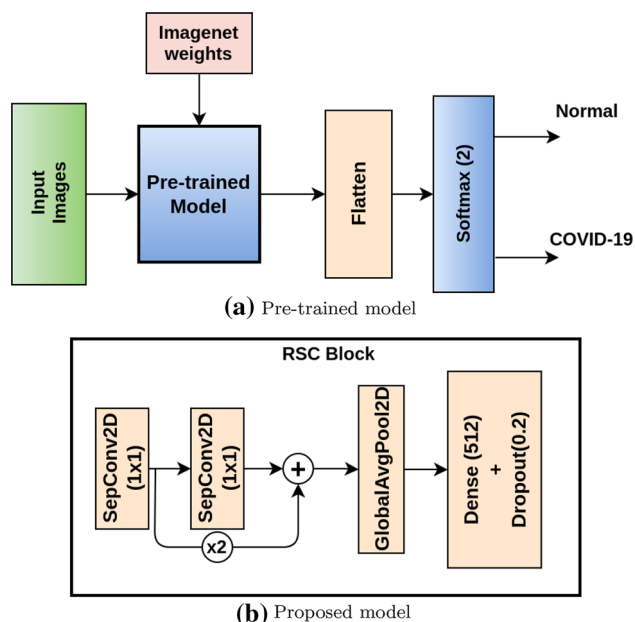 Imagenet
weights
Input
Images
Pre-trained
Model
Flatten
Softmax (2)
Normal
COVID-19
(a) Pre-trained model
RSC Block
SepConv2D
(1x1)
SepConv2D
(1x1)
x2
+
GlobalAvgPool2D
Dense (512)
+
Dropout(0.2)
(b) Proposed model